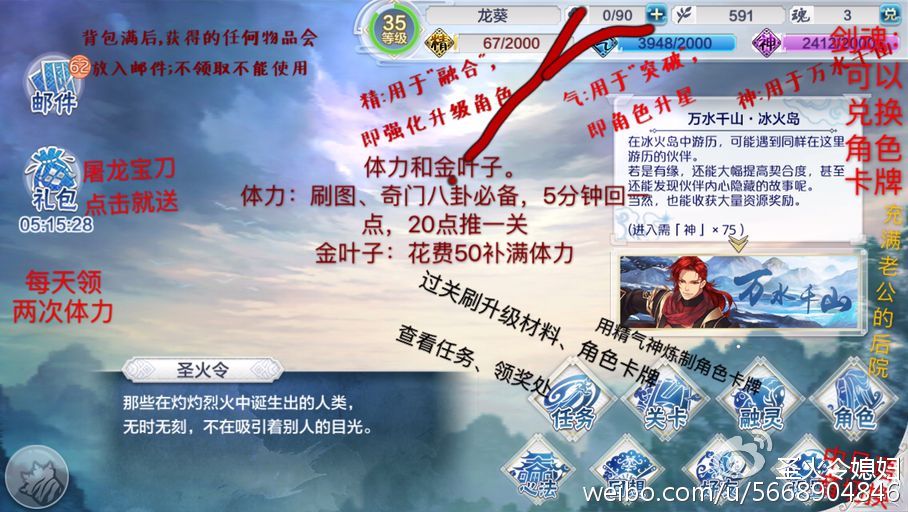 背包满后,获得的任何物品会
放入邮件;不领取不能使用
35
等级
龙葵
0/90
591
魂
3
兑
精
67/2000
3948/2000
神
2412/2000
62
邮件
精:用于"融合",
即强化升级角色
气:用于"突破,
即角色升星
神:用于万水千山
剑魂:
可以
兑换
角色
卡牌
万水千山·冰火岛
在冰火岛中游历，可能遇到同样在这里
游历的伙伴。
若是有缘，还能大幅提高契合度，甚至
还能发现伙伴内心隐藏的故事呢。
当然，也能收获大量资源奖励。
(进入需「神」×75)
屠龙宝刀
点击就送
礼包
05:15:28
体力和金叶子。
体力：刷图、奇门八卦必备，5分钟回一
点，20点推一关
金叶子：花费50补满体力
每天领
两次体力
充满老公的后院
万水千山
过关刷升级材料、角色卡牌
用精气神炼制角色卡牌
查看任务、领奖处
圣火令
那些在灼灼烈火中诞生出的人类，
无时无刻，不在吸引着别人的目光。
任务
关卡
融灵
角色
心法
圣火令媳妇
weibo.com/u/5668904846